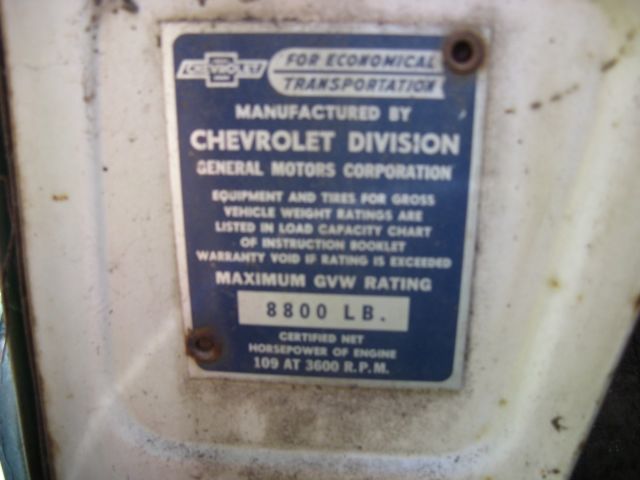 CHEVROLET
FOR ECONOMICAL
TRANSPORTATION
MANUFACTURED BY
CHEVROLET DIVISION
GENERAL MOTORS CORPORATION
EQUIPMENT AND TIRES FOR GROSS
VEHICLE WEIGHT RATINGS ARE
LISTED IN LOAD CAPACITY CHART
OF INSTRUCTION BOOKLET
WARRANTY VOID IF RATING IS EXCEEDED
MAXIMUM GVW RATING
8800 LB.
CERTIFIED NET
HORSEPOWER OF ENGINE
109 AT 3600 R.P.M.